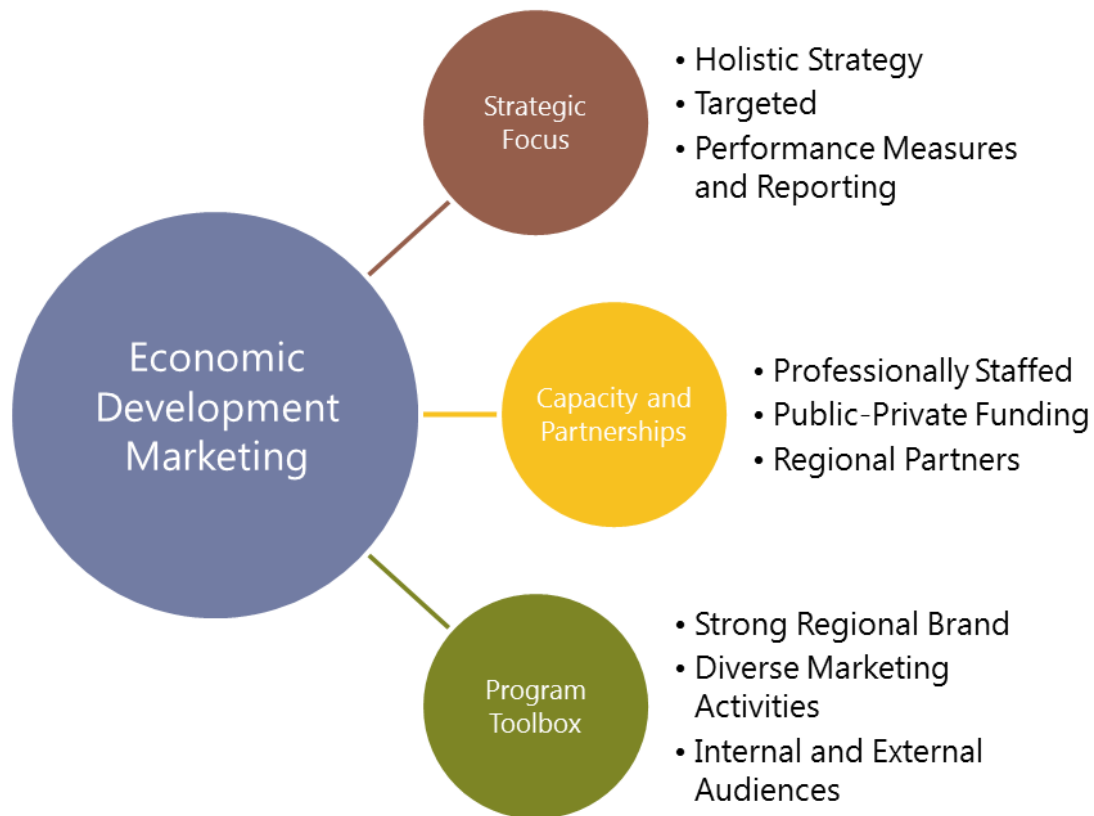 Economic
Development
Marketing
Strategic
Focus
• Holistic Strategy
• Targeted
• Performance Measures
and Reporting
Capacity and
Partnerships
• Professionally Staffed
• Public-Private Funding
• Regional Partners
Program
Toolbox
• Strong Regional Brand
• Diverse Marketing
Activities
• Internal and External
Audiences